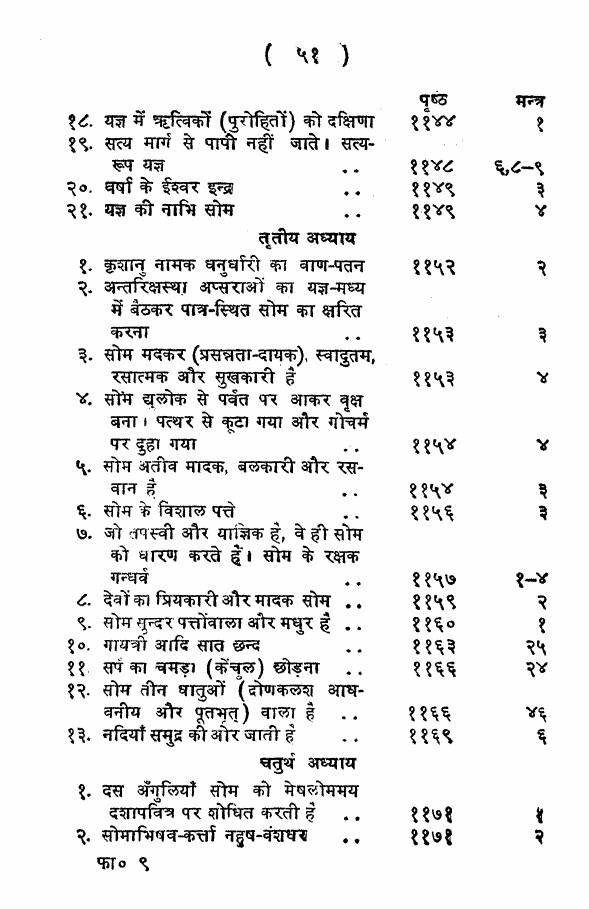 ( ५१ )
पृष्ठ मन्त्र
१८. यज्ञ में ऋत्विकों (पुरोहितों) को दक्षिणा ११४४ १
१९. सत्य मार्ग से पापी नहीं जाते। सत्य-
रूप यज्ञ .. ११४८ ६,८–९
२०. वर्षा के ईश्वर इन्द्र .. ११४९ ३
२१. यज्ञ की नाभि सोम .. ११४९ ४
तृतीय अध्याय
१. कृशानु नामक धनुर्धारी का वाण-पतन ११५२ २
२. अन्तरिक्षस्था अप्सराओं का यज्ञ-मध्य
में बैठकर पात्र-स्थित सोम का क्षरित
करना .. ११५३ ३
३. सोम मदकर (प्रसन्नता-दायक), स्वादुतम,
रसात्मक और सुखकारी है ११५३ ४
४. सोम द्युलोक से पर्वत पर आकर वृक्ष
बना। पत्थर से कूटा गया और गोचर्म
पर दुहा गया .. ११५४ ४
५. सोम अतीव मादक, बलकारी और रस-
वान है .. ११५४ ३
६. सोम के विशाल पत्ते .. ११५६ ३
७. जो तपस्वी और याज्ञिक है, वे ही सोम
को धारण करते हैं। सोम के रक्षक
गन्धर्व .. ११५७ १–४
८. देवों का प्रियकारी और मादक सोम .. ११५९ २
९. सोम सुन्दर पत्तोंवाला और मधुर है .. ११६० १
१०. गायत्री आदि सात छन्द .. ११६३ २५
११. सर्प का चमड़ा (केंचुल) छोड़ना .. ११६६ २४
१२. सोम तीन धातुओं (द्रोणकलश आध-
वनीय और पूतभृत्) वाला है .. ११६६ ४६
१३. नदियाँ समुद्र की ओर जाती है .. ११६९ ६
चतुर्थ अध्याय
१. दस अँगुलियाँ सोम को मेषलोममय
दशापवित्र पर शोधित करती है .. ११७१ १
२. सोमाभिषव-कर्त्ता नहुष-वंशधर .. ११७१ २
फा० ९